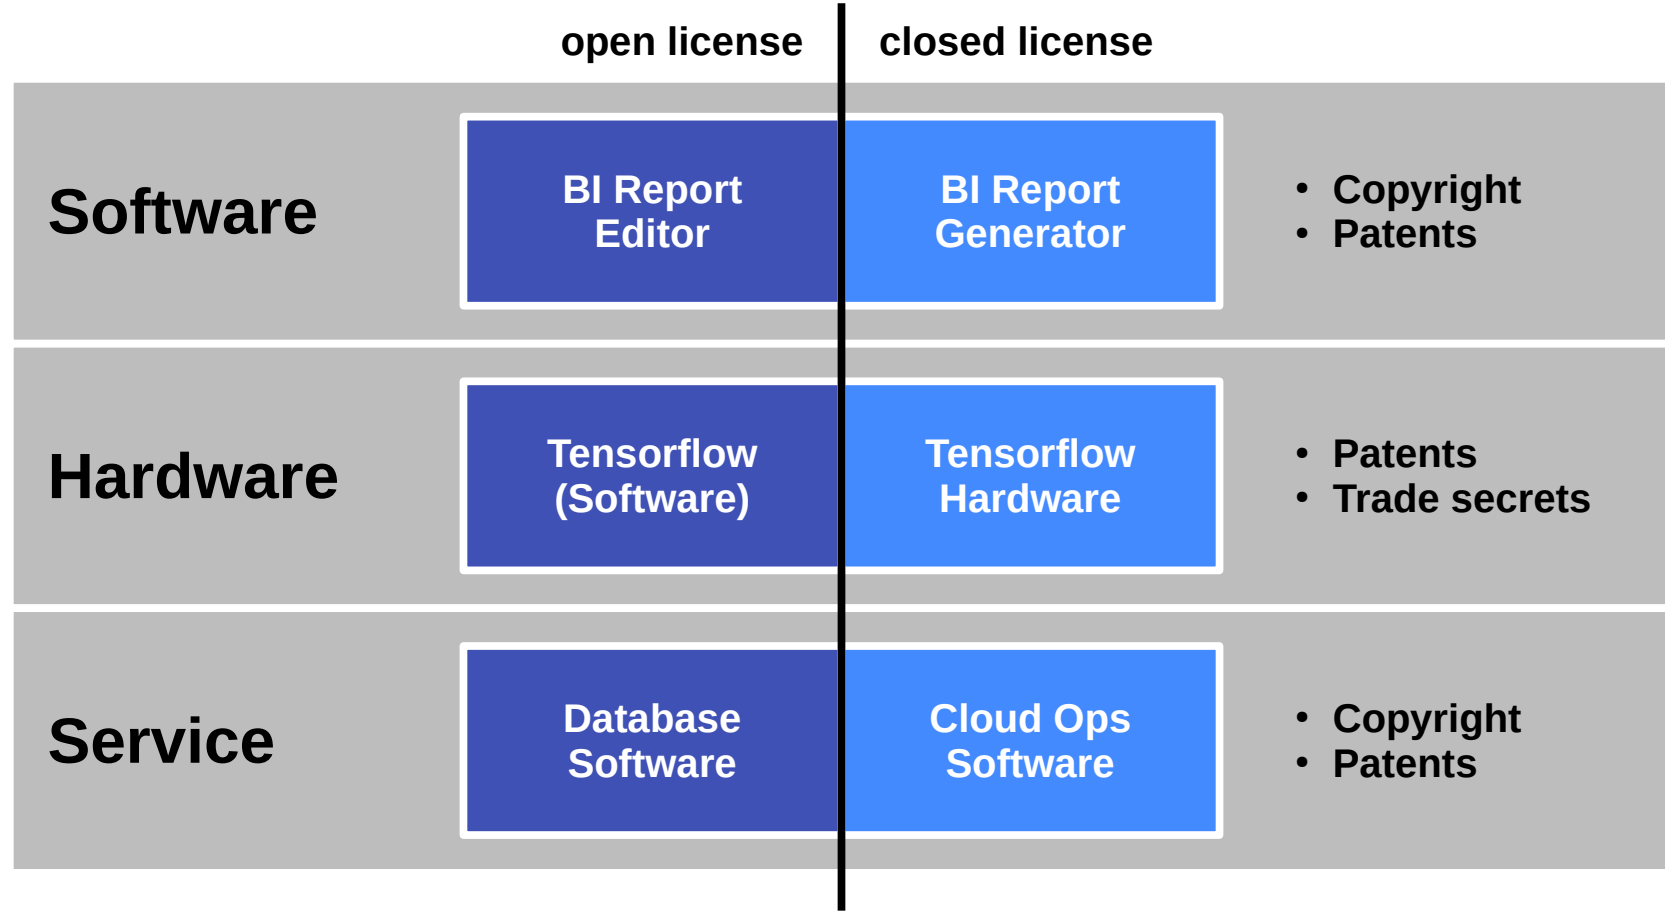 open license
closed license
Software
BI Report
Editor
BI Report
Generator
• Copyright
• Patents
Hardware
Tensorflow
(Software)
Tensorflow
Hardware
• Patents
• Trade secrets
Service
Database
Software
Cloud Ops
Software
• Copyright
• Patents